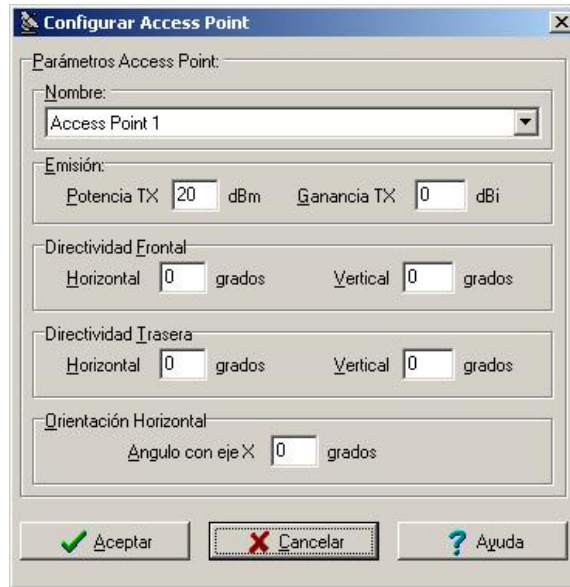 Configurar Access Point
Parámetros Access Point:
Nombre:
Access Point 1
Emisión:
Potencia TX 20 dBm Ganancia TX 0 dBi
Directividad Frontal
Horizontal 0 grados Vertical 0 grados
Directividad Trasera
Horizontal 0 grados Vertical 0 grados
Orientación Horizontal
Angulo con eje X 0 grados
Aceptar Cancelar Ayuda